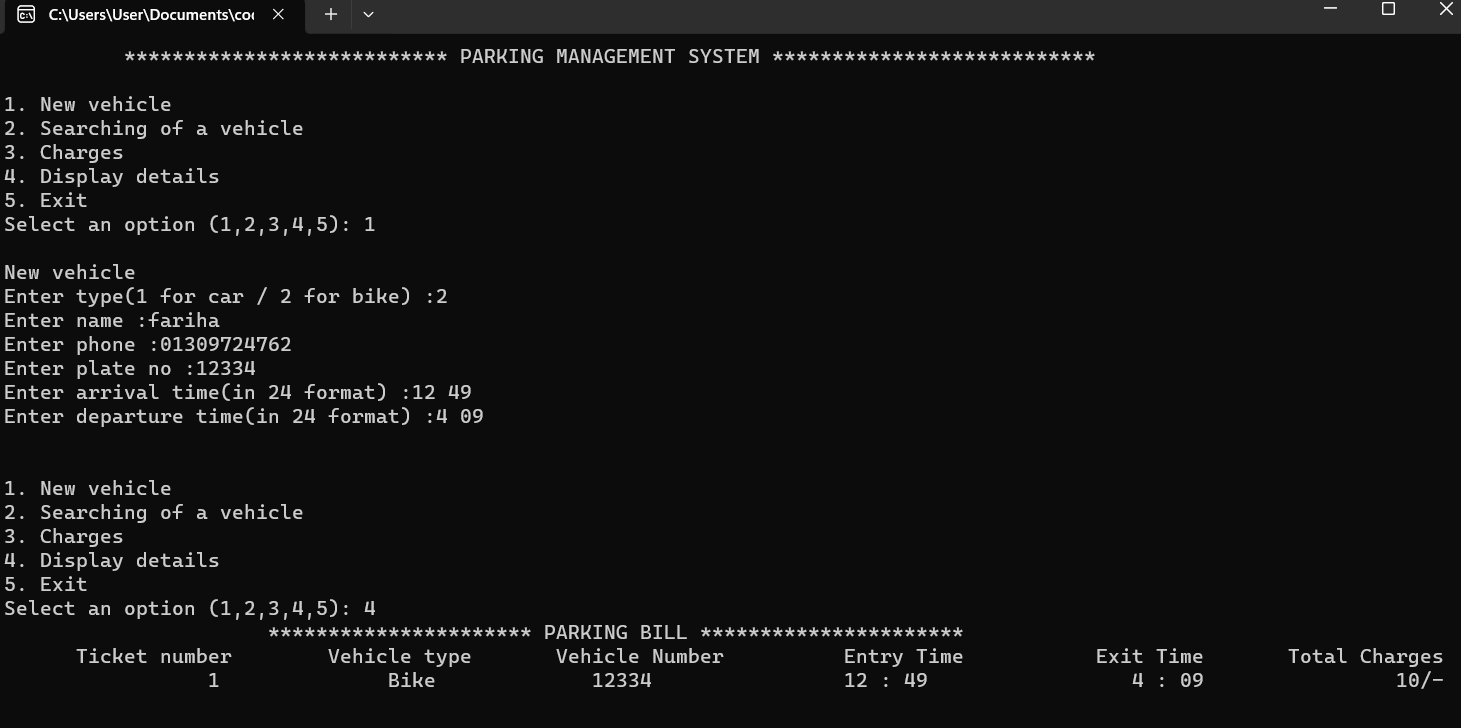 C:\Users\User\Documents\coc
*************************** PARKING MANAGEMENT SYSTEM ***************************
1. New vehicle
2. Searching of a vehicle
3. Charges
4. Display details
5. Exit
Select an option (1,2,3,4,5): 1
New vehicle
Enter type(1 for car / 2 for bike) :2
Enter name :fariha
Enter phone :01309724762
Enter plate no :12334
Enter arrival time(in 24 format) :12 49
Enter departure time(in 24 format) :4 09
1. New vehicle
2. Searching of a vehicle
3. Charges
4. Display details
5. Exit
Select an option (1,2,3,4,5): 4
********************** PARKING BILL **********************
Ticket number Vehicle type Vehicle Number Entry Time Exit Time Total Charges
1 Bike 12334 12 : 49 4 : 09 10/-